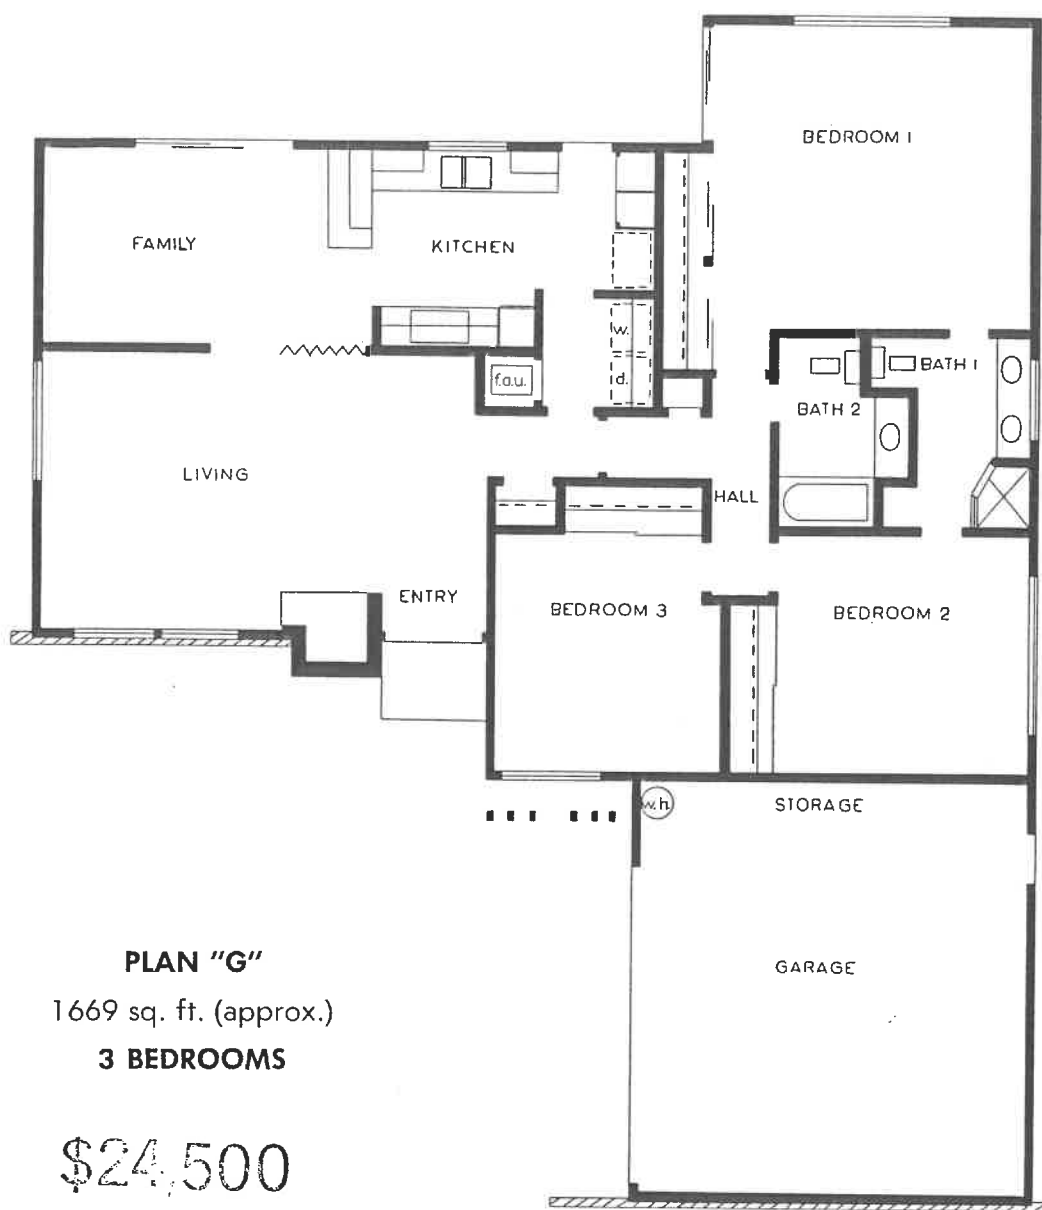 BEDROOM 1
FAMILY
KITCHEN
BATH 1
w.
f.a.u.
d.
BATH 2
LIVING
HALL
ENTRY
BEDROOM 3
BEDROOM 2
w.h.
STORAGE
GARAGE
PLAN "G"
1669 sq. ft. (approx.)
3 BEDROOMS
$24,500